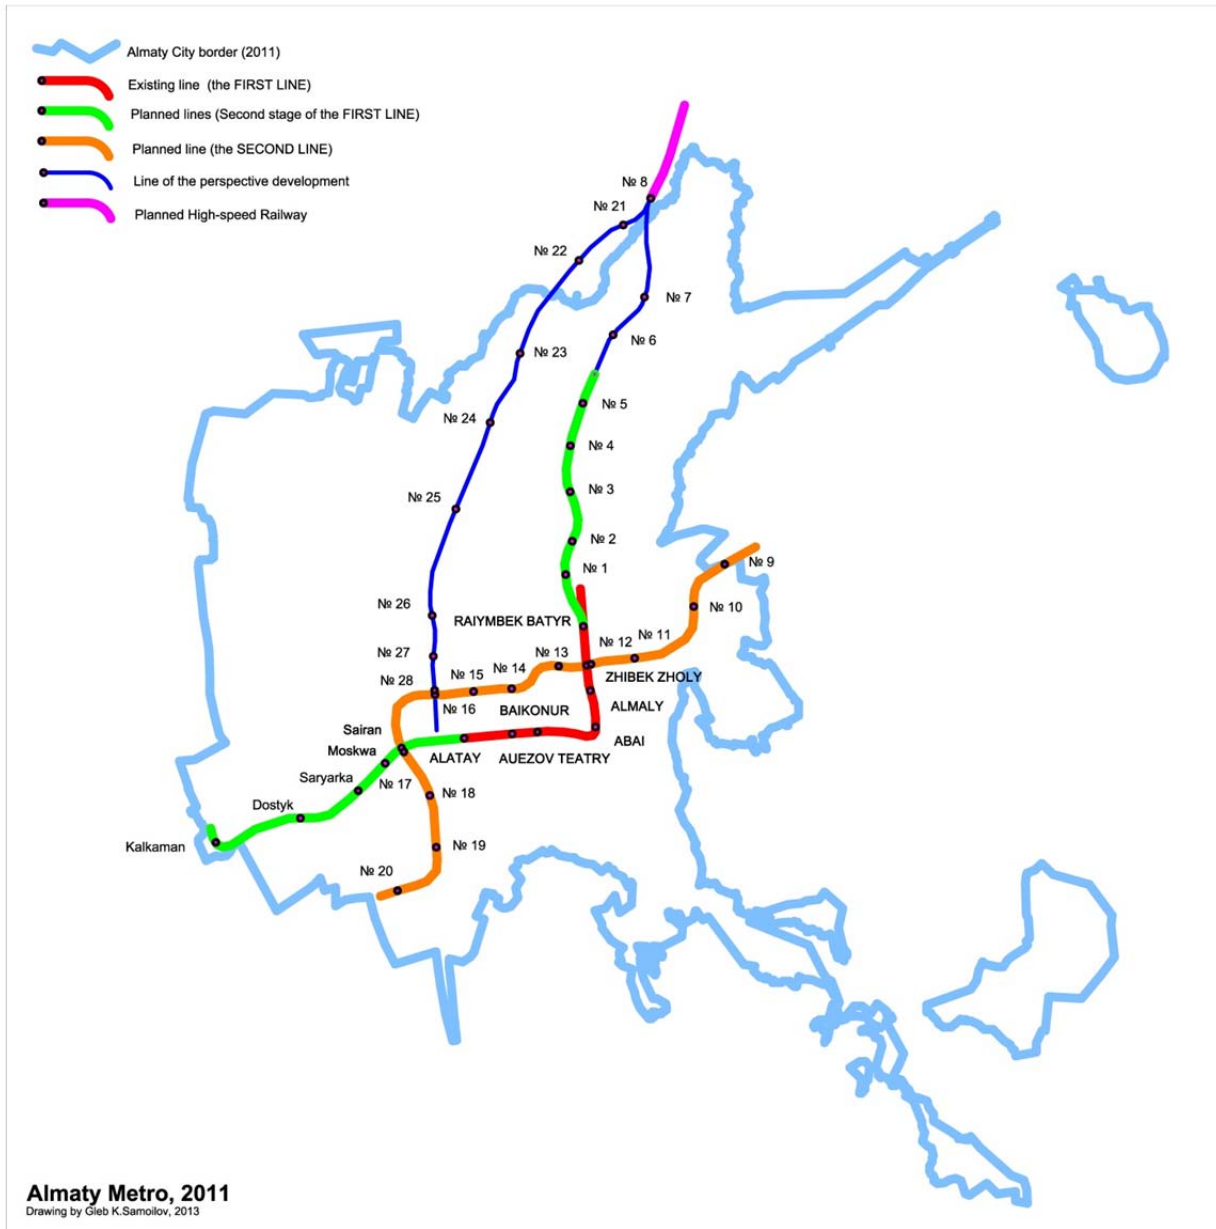 Almaty City border (2011)
Existing line (the FIRST LINE)
Planned lines (Second stage of the FIRST LINE)
Planned line (the SECOND LINE)
Line of the perspective development
Planned High-speed Railway
№ 8
№ 21
№ 22
№ 7
№ 6
№ 23
№ 5
№ 24
№ 4
№ 3
№ 25
№ 2
№ 9
№ 1
№ 26
№ 10
RAIYMBEK BATYR
№ 12
№ 11
№ 27
№ 13
№ 14
№ 15
№ 28
ZHIBEK ZHOLY
№ 16
BAIKONUR
ALMALY
Sairan
ABAI
Moskwa
ALATAY
AUEZOV TEATRY
Saryarka
№ 17
№ 18
Dostyk
Kalkaman
№ 19
№ 20
Almaty Metro, 2011
Drawing by Gleb K.Samoilov, 2013